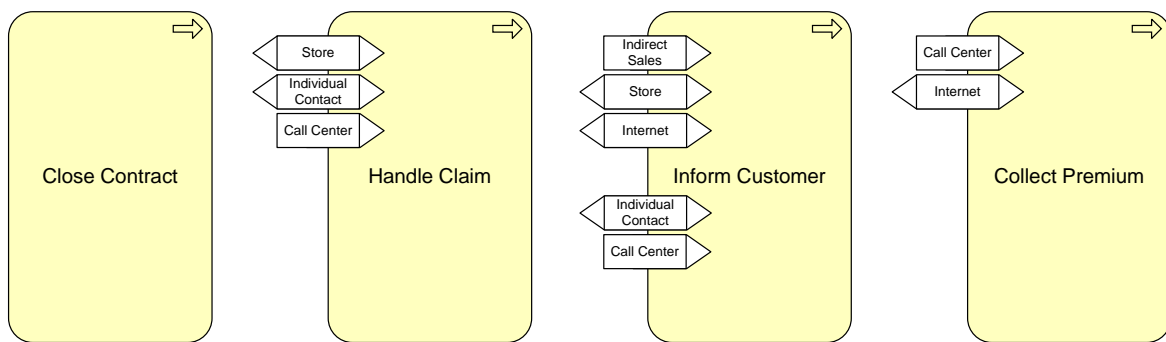 Close Contract
Store
Individual
Contact
Call Center
Handle Claim
Indirect
Sales
Store
Internet
Inform Customer
Individual
Contact
Call Center
Call Center
Internet
Collect Premium